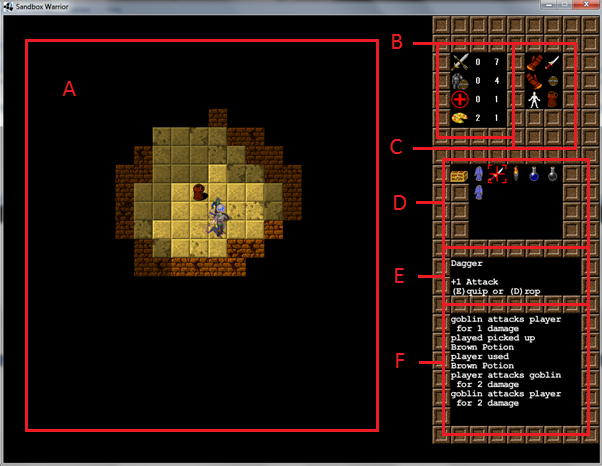 Sandbox Warrior
A
B
0 7
0 4
0 1
2 1
C
D
E
Dagger
+1 Attack
(E)quip or (D)rop
F
goblin attacks player
for 1 damage
played picked up
Brown Potion
player used
Brown Potion
player attacks goblin
for 2 damage
goblin attacks player
for 2 damage